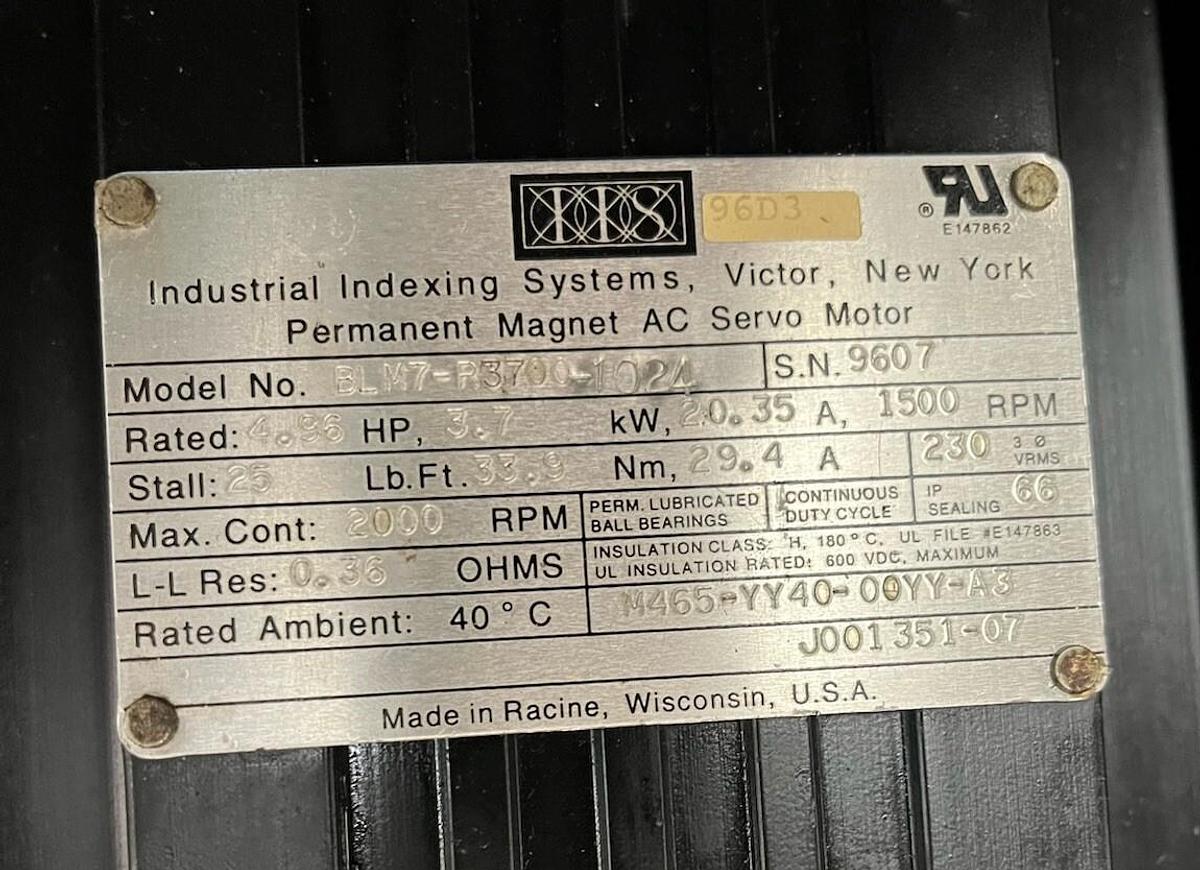 IIS 96D3
E147862
Industrial Indexing Systems, Victor, New York
Permanent Magnet AC Servo Motor
Model No. BLM7-R3700-1024 S.N. 9607
Rated: 4.96 HP, 3.7 kW, 20.35 A, 1500 RPM
Stall: 25 Lb.Ft. 33.9 Nm, 29.4 A 230 3 Ø VRMS
Max. Cont: 2000 RPM PERM. LUBRICATED BALL BEARINGS CONTINUOUS DUTY CYCLE IP SEALING 66
L-L Res: 0.36 OHMS INSULATION CLASS: H, 180° C, UL FILE #E147863
UL INSULATION RATED: 600 VDC, MAXIMUM
Rated Ambient: 40° C M465-YY40-00YY-A3
J001351-07
Made in Racine, Wisconsin, U.S.A.